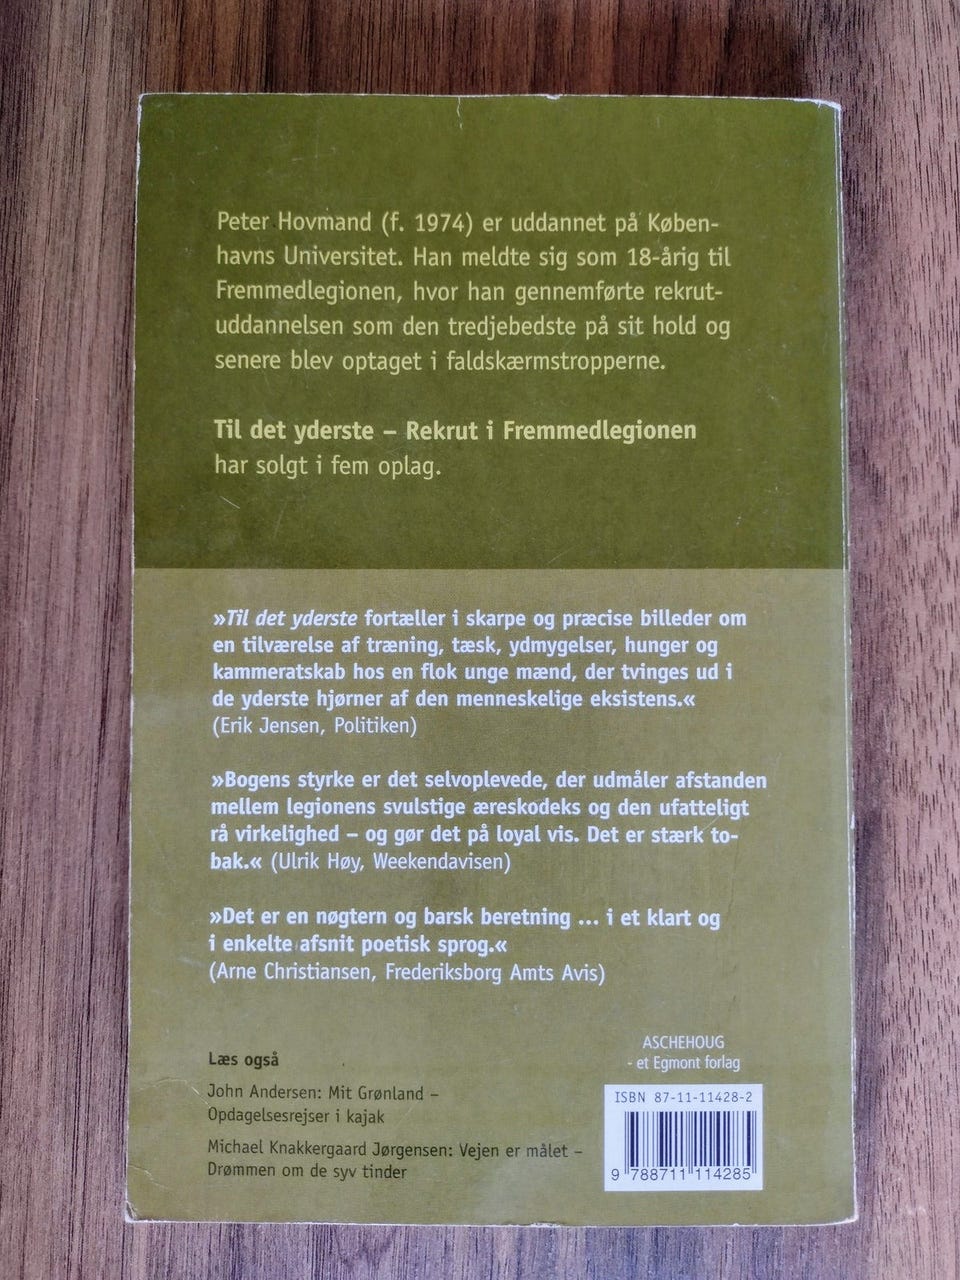 Peter Hovmand (f. 1974) er uddannet på Køben-
havns Universitet. Han meldte sig som 18-årig til
Fremmedlegionen, hvor han gennemførte rekrut-
uddannelsen som den tredjebedste på sit hold og
senere blev optaget i faldskærmstropperne.
Til det yderste – Rekrut i Fremmedlegionen
har solgt i fem oplag.
»Til det yderste fortæller i skarpe og præcise billeder om
en tilværelse af træning, tæsk, ydmygelser, hunger og
kammeratskab hos en flok unge mænd, der tvinges ud i
de yderste hjørner af den menneskelige eksistens.«
(Erik Jensen, Politiken)
»Bogens styrke er det selvoplevede, der udmåler afstanden
mellem legionens svulstige æreskodeks og den ufatteligt
rå virkelighed – og gør det på loyal vis. Det er stærk to-
bak.« (Ulrik Høy, Weekendavisen)
»Det er en nøgtern og barsk beretning ... i et klart og
i enkelte afsnit poetisk sprog.«
(Arne Christiansen, Frederiksborg Amts Avis)
Læs også
John Andersen: Mit Grønland –
Opdagelsesrejser i kajak
Michael Knakkergaard Jørgensen: Vejen er målet –
Drømmen om de syv tinder
ASCHEHOUG
- et Egmont forlag
ISBN 87-11-11428-2
9 788711 114285